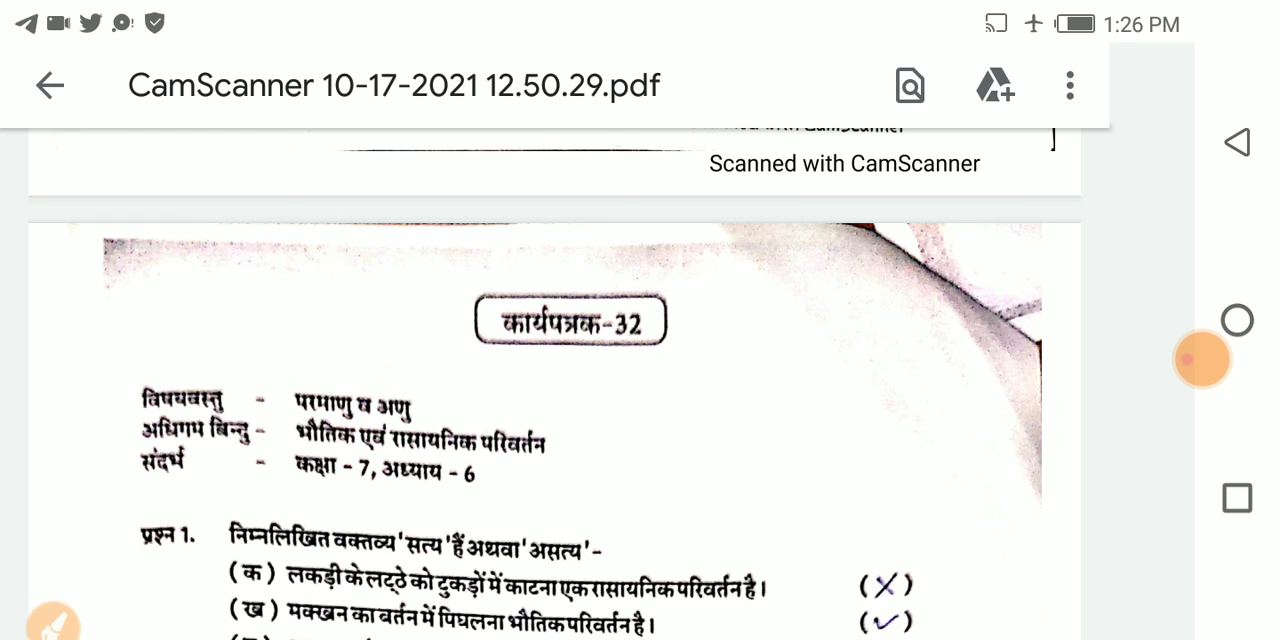 1:26 PM
CamScanner 10-17-2021 12.50.29.pdf
Scanned with CamScanner
कार्यपत्रक-32
विषयवस्तु - परमाणु व अणु
अधिगम बिन्दु - भौतिक एवं रासायनिक परिवर्तन
संदर्भ - कक्षा - 7, अध्याय - 6
प्रश्न 1. निम्नलिखित वक्तव्य 'सत्य' हैं अथवा 'असत्य' -
(क) लकड़ी के लट्ठे को टुकड़ों में काटना एक रासायनिक परिवर्तन है। (X)
(ख) मक्खन का बर्तन में पिघलना भौतिक परिवर्तन है। (✓)